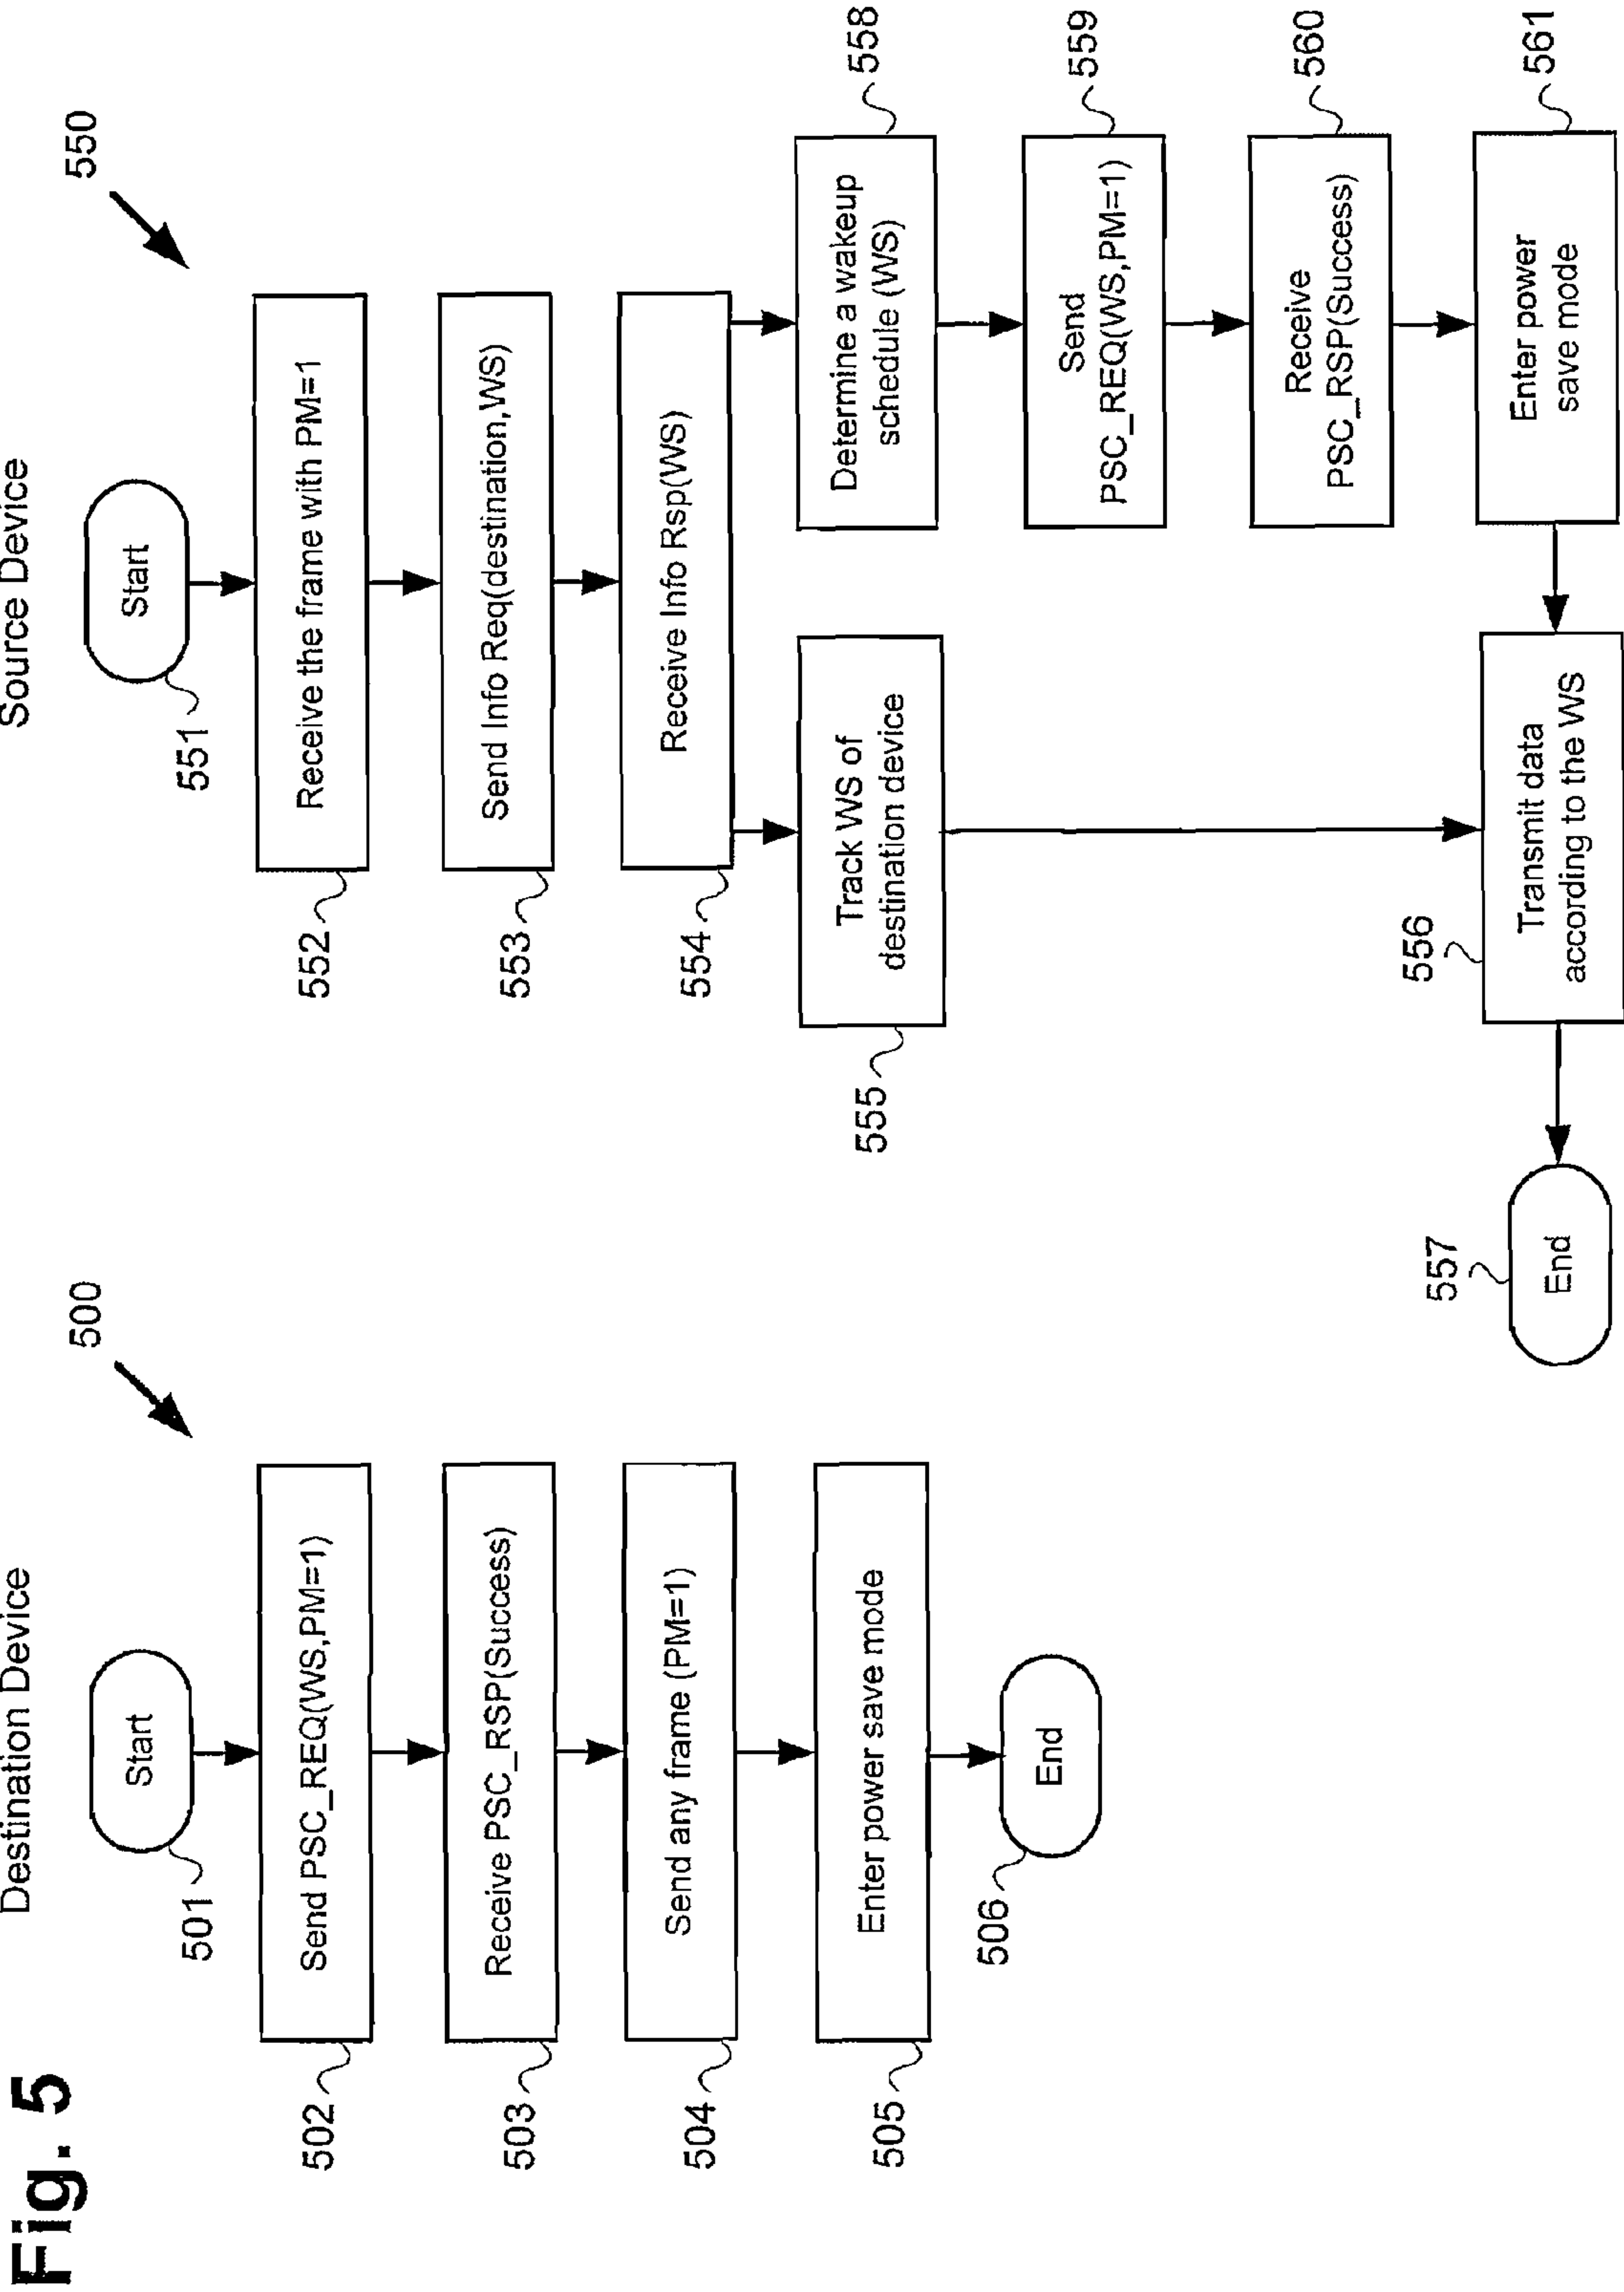 Fig. 5
Destination Device
500
Start
501
Send PSC_REQ(WS,PM=1)
502
Receive PSC_RSP(Success)
503
Send any frame (PM=1)
504
Enter power save mode
505
End
506
Source Device
550
Start
551
Receive the frame with PM=1
552
Send Info Req(destination,WS)
553
Receive Info Rsp(WS)
554
Track WS of
destination device
555
Determine a wakeup
schedule (WS)
558
Send
PSC_REQ(WS,PM=1)
559
Receive
PSC_RSP(Success)
560
Enter power
save mode
561
Transmit data
according to the WS
556
End
557